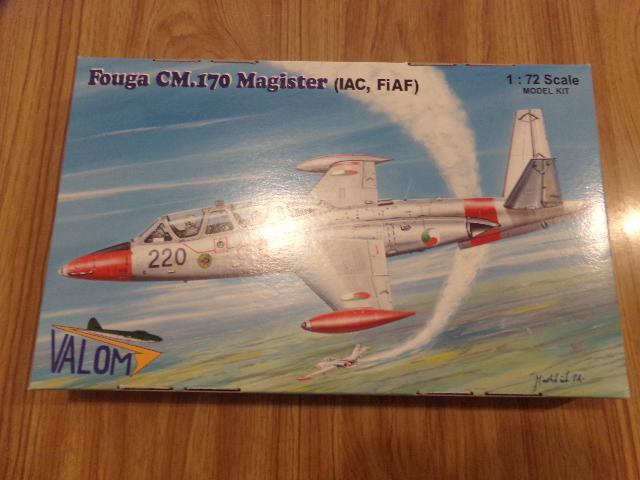 Fouga CM.170 Magister (IAC, FiAF)
1 : 72 Scale
MODEL KIT
220
VALOM